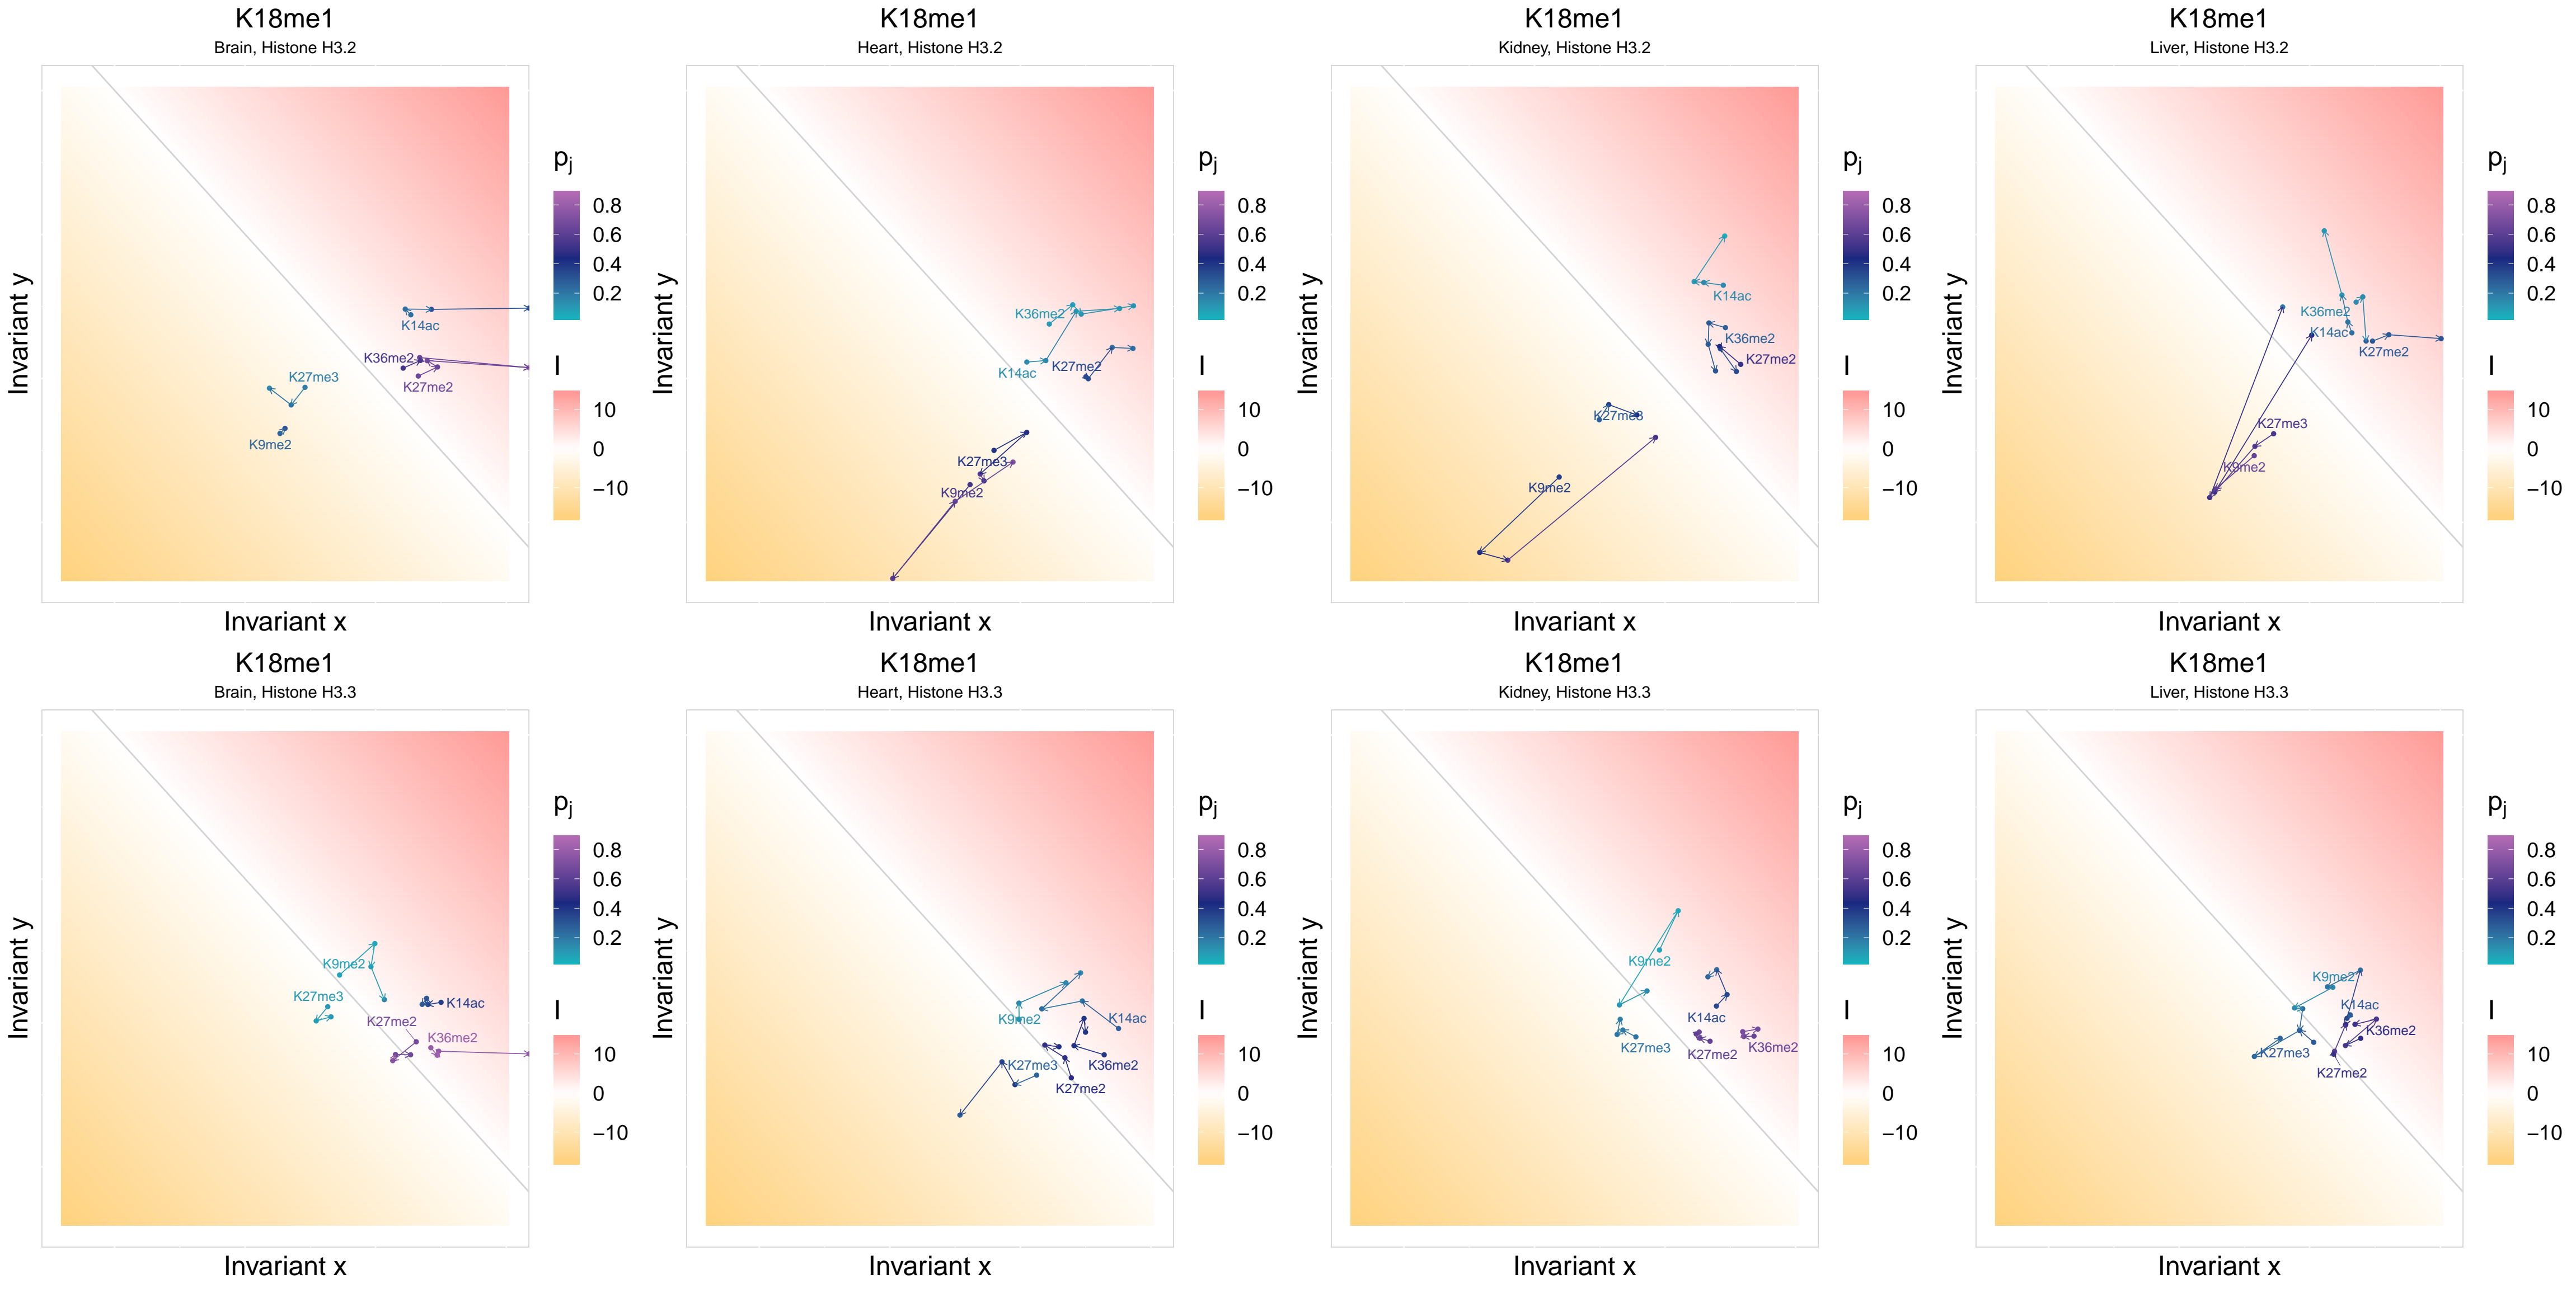 K18me1
Brain, Histone H3.2
Invariant y
K14ac
K36me2
K27me2
K27me3
K9me2
Invariant x
pj
0.8
0.6
0.4
0.2
I
10
0
−10
K18me1
Heart, Histone H3.2
Invariant y
K36me2
K14ac
K27me2
K27me3
K9me2
Invariant x
pj
0.8
0.6
0.4
0.2
I
10
0
−10
K18me1
Kidney, Histone H3.2
Invariant y
K14ac
K36me2
K27me2
K27me3
K9me2
Invariant x
pj
0.8
0.6
0.4
0.2
I
10
0
−10
K18me1
Liver, Histone H3.2
Invariant y
K36me2
K14ac
K27me2
K27me3
K9me2
Invariant x
pj
0.8
0.6
0.4
0.2
I
10
0
−10
K18me1
Brain, Histone H3.3
Invariant y
K9me2
K27me3
K14ac
K27me2
K36me2
Invariant x
pj
0.8
0.6
0.4
0.2
I
10
0
−10
K18me1
Heart, Histone H3.3
Invariant y
K9me2
K14ac
K27me3
K36me2
K27me2
Invariant x
pj
0.8
0.6
0.4
0.2
I
10
0
−10
K18me1
Kidney, Histone H3.3
Invariant y
K9me2
K14ac
K27me3
K27me2
K36me2
Invariant x
pj
0.8
0.6
0.4
0.2
I
10
0
−10
K18me1
Liver, Histone H3.3
Invariant y
K9me2
K14ac
K36me2
K27me3
K27me2
Invariant x
pj
0.8
0.6
0.4
0.2
I
10
0
−10